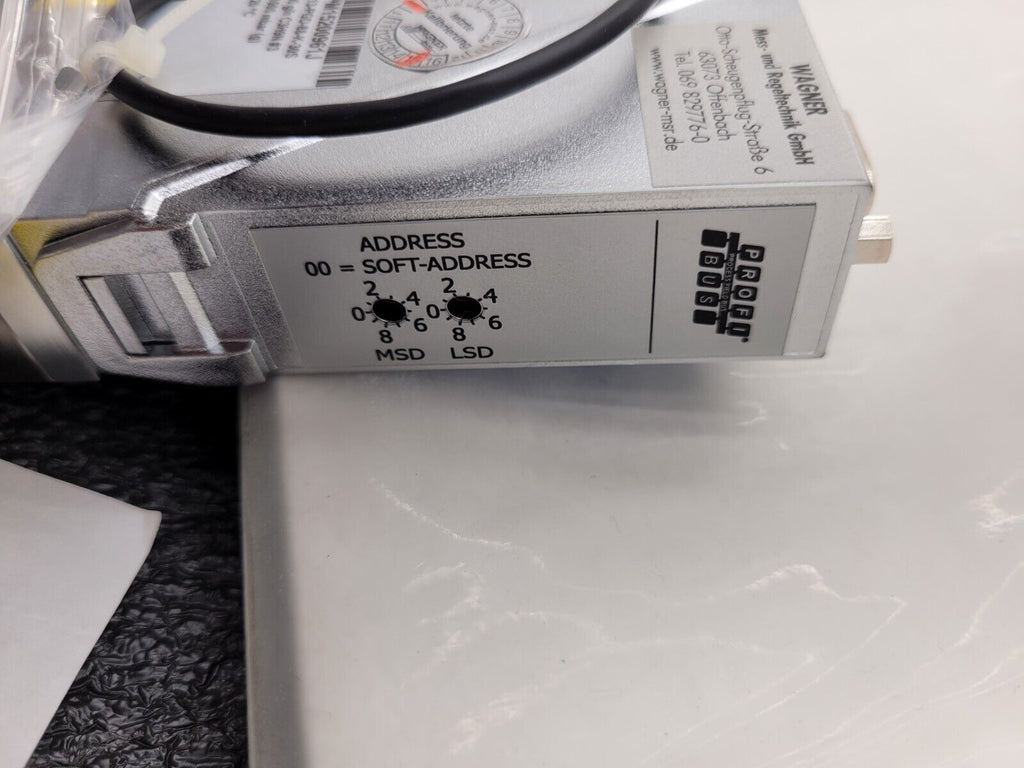 WAGNER
Mess- und Regeltechnik GmbH
Otto-Scheugenpflug-Straße 6
63073 Offenbach
Tel. 069 829776-0
www.wagner-msr.de
ADDRESS
00 = SOFT-ADDRESS
2 4
0 6
8
2 4
0 6
8
MSD LSD
PROFI
BUS